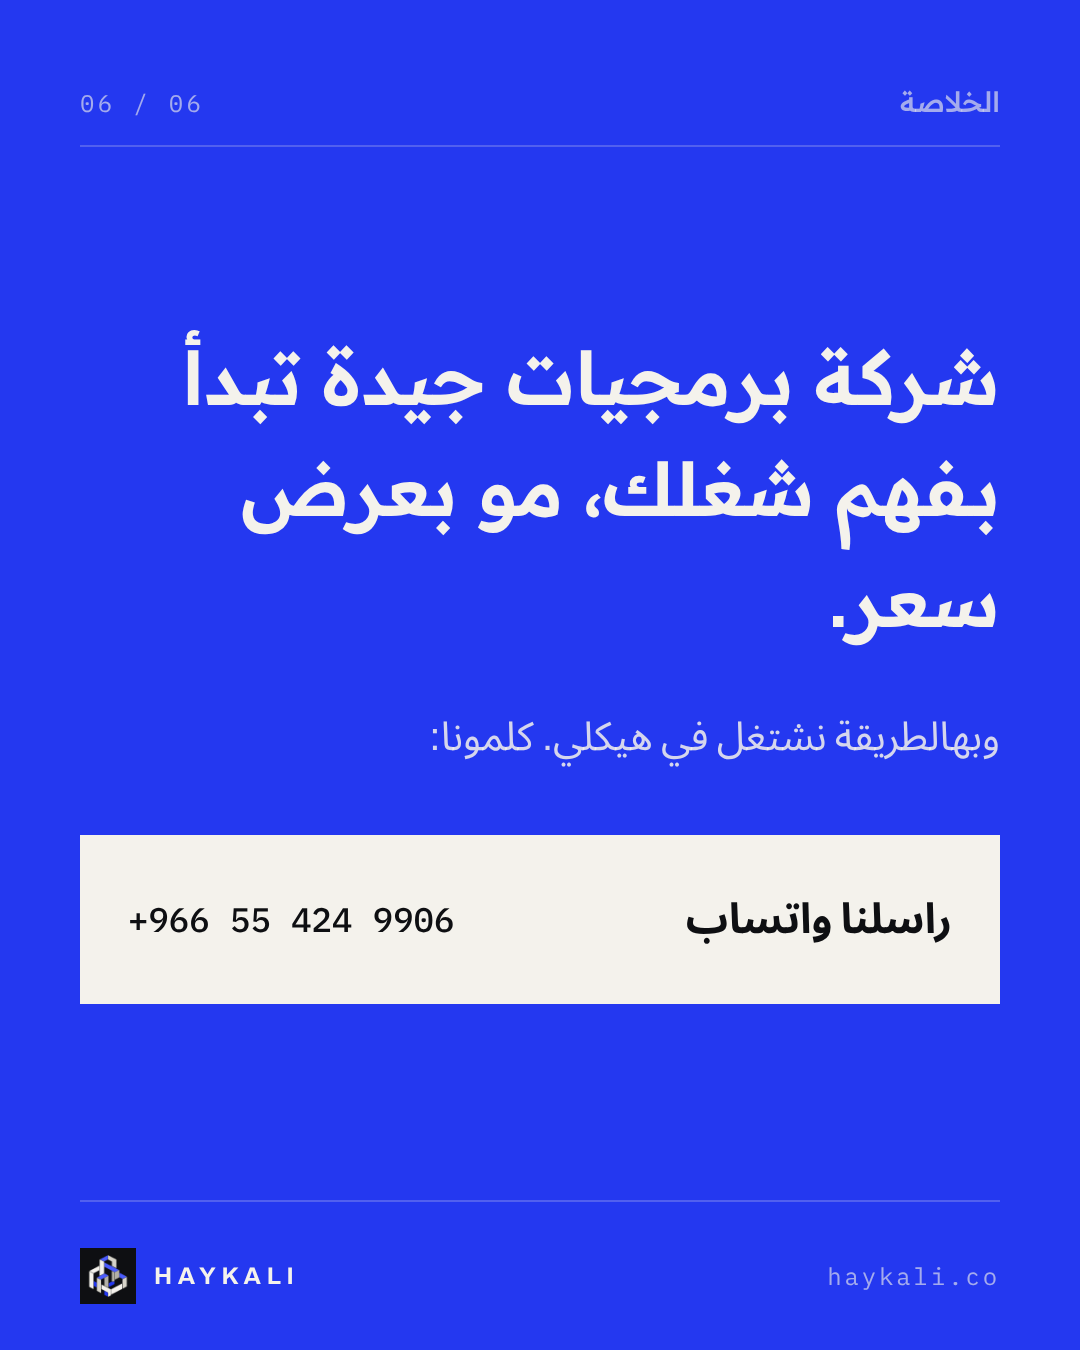 الخلاصة
06 / 06
شركة برمجيات جيدة تبدأ
بفهم شغلك، مو بعرض
سعر.
وبهالطريقة نشتغل في هيكلي. كلمونا:
راسلنا واتساب
+966 55 424 9906
HAYKALI
haykali.co